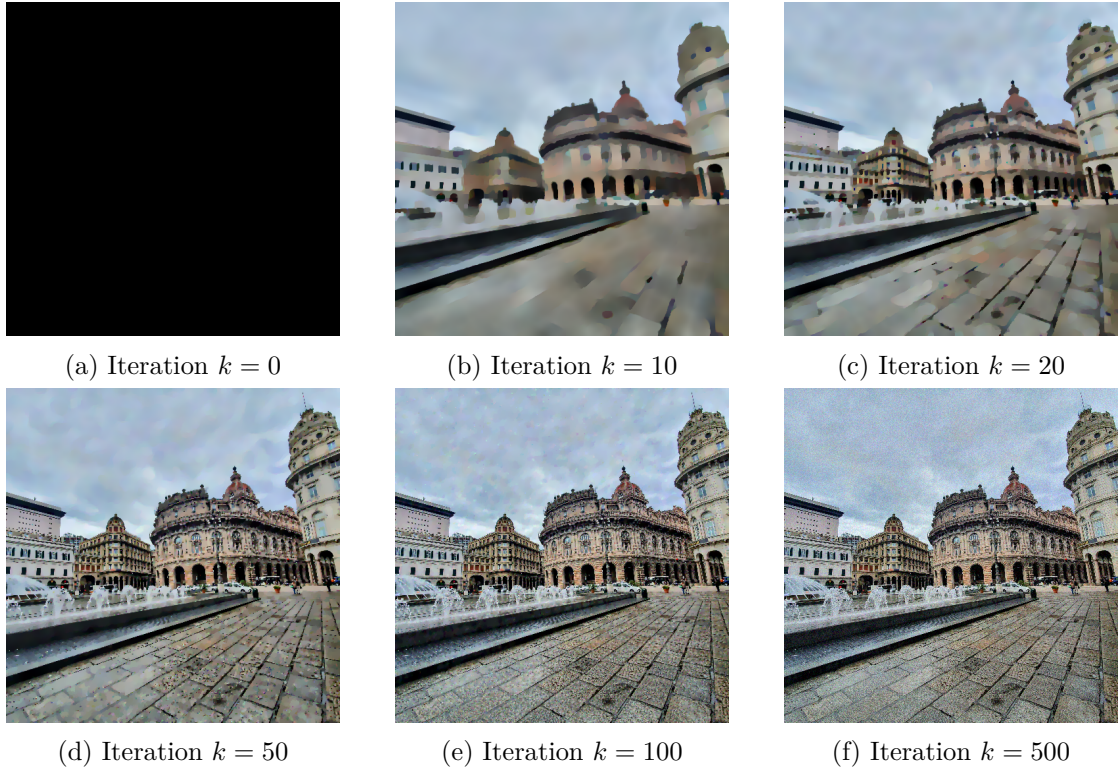 (a) Iteration k = 0
(b) Iteration k = 10
(c) Iteration k = 20
(d) Iteration k = 50
(e) Iteration k = 100
(f) Iteration k = 500